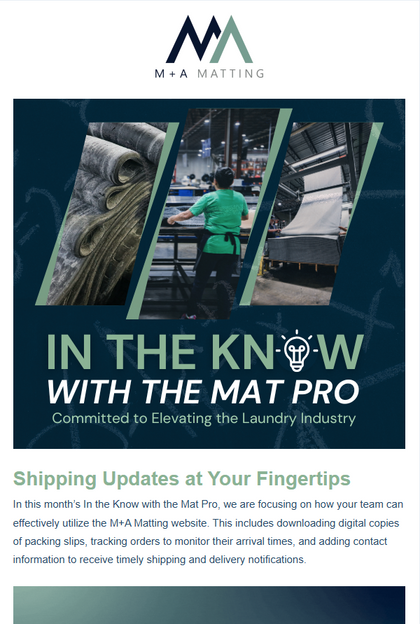 M+A MATTING
IN THE KNOW
WITH THE MAT PRO
Committed to Elevating the Laundry Industry
Shipping Updates at Your Fingertips
In this month's In the Know with the Mat Pro, we are focusing on how your team can
effectively utilize the M+A Matting website. This includes downloading digital copies
of packing slips, tracking orders to monitor their arrival times, and adding contact
information to receive timely shipping and delivery notifications.